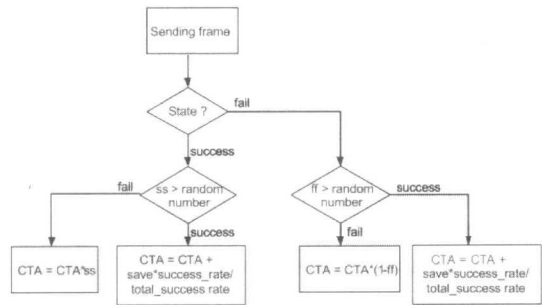 Sending frame
State ?
fail
success
fail
ss > random
number
success
ff > random
number
success
fail
CTA = CTA*ss
CTA = CTA +
save*success_rate/
total_success rate
CTA = CTA*(1-ff)
CTA = CTA +
save*success_rate/
total_success rate